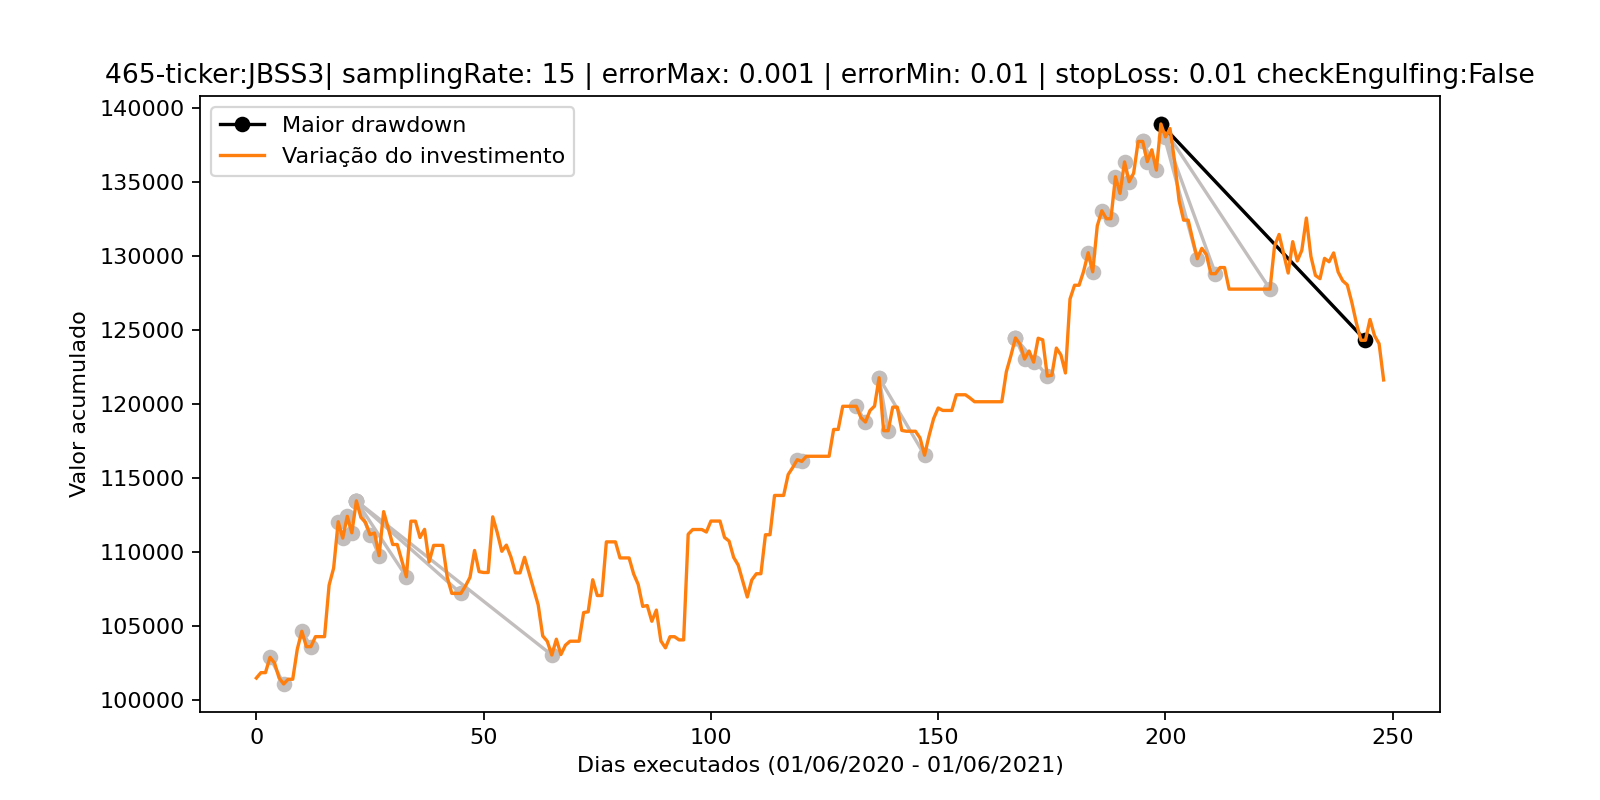 465-ticker:JBSS3| samplingRate: 15 | errorMax: 0.001 | errorMin: 0.01 | stopLoss: 0.01 checkEngulfing:False
Maior drawdown
Variação do investimento
Valor acumulado
140000
135000
130000
125000
120000
115000
110000
105000
100000
0 50 100 150 200 250
Dias executados (01/06/2020 - 01/06/2021)